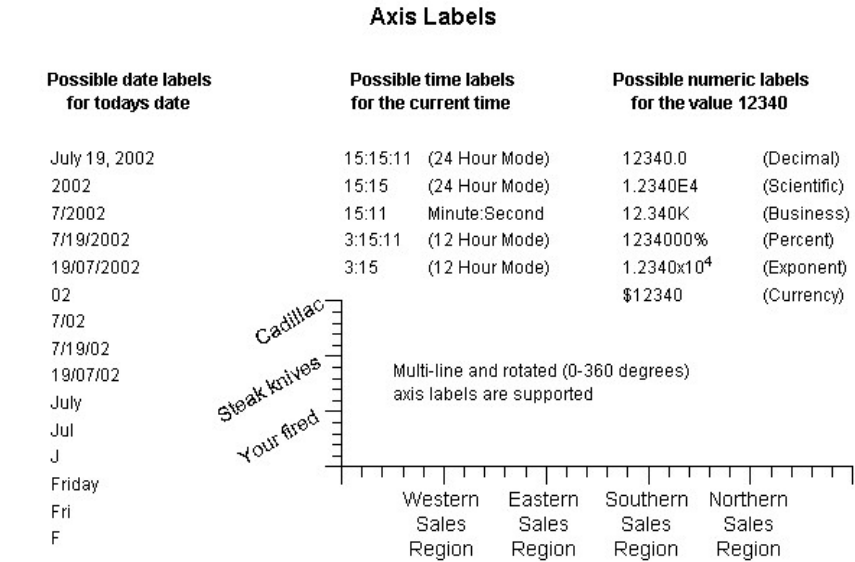 Axis Labels
Possible date labels
for todays date
July 19, 2002
2002
7/2002
7/19/2002
19/07/2002
02
7/02
7/19/02
19/07/02
July
Jul
J
Friday
Fri
F
Possible time labels
for the current time
15:15:11 (24 Hour Mode)
15:15 (24 Hour Mode)
15:11 Minute:Second
3:15:11 (12 Hour Mode)
3:15 (12 Hour Mode)
Possible numeric labels
for the value 12340
12340.0 (Decimal)
1.2340E4 (Scientific)
12.340K (Business)
1234000% (Percent)
1.2340x10⁴ (Exponent)
$12340 (Currency)
Cadillac
Steak knives
Your fired
Multi-line and rotated (0-360 degrees)
axis labels are supported
Western
Sales
Region
Eastern
Sales
Region
Southern
Sales
Region
Northern
Sales
Region